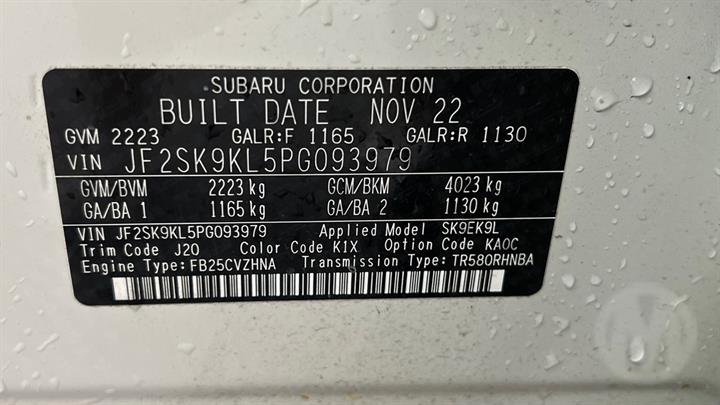 SUBARU CORPORATION
BUILT DATE NOV 22
GVM 2223 GALR:F 1165 GALR:R 1130
VIN JF2SK9KL5PG093979
GVM/BVM 2223 kg GCM/BKM 4023 kg
GA/BA 1 1165 kg GA/BA 2 1130 kg
VIN JF2SK9KL5PG093979 Applied Model SK9EK9L
Trim Code J20 Color Code K1X Option Code KAOC
Engine Type:FB25CVZHNA Transmission Type:TR580RHNBA